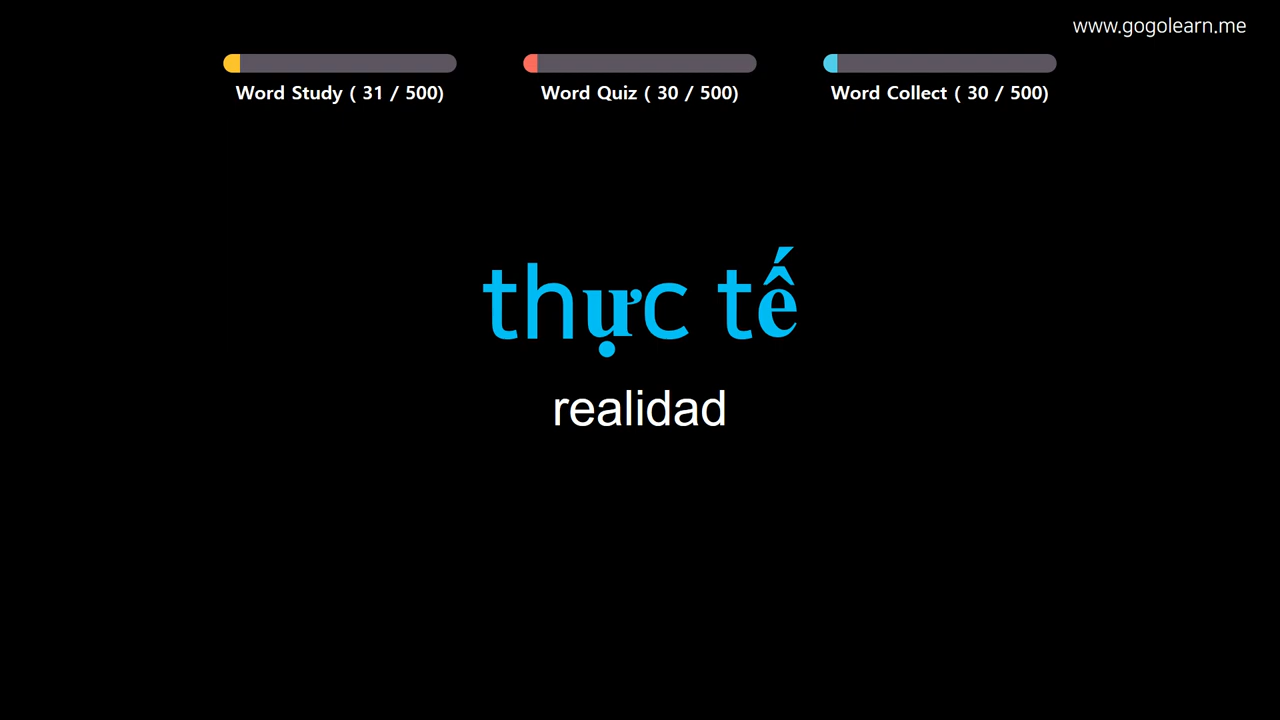 www.gogolearn.me
Word Study ( 31 / 500)
Word Quiz ( 30 / 500)
Word Collect ( 30 / 500)
thực tế
realidad